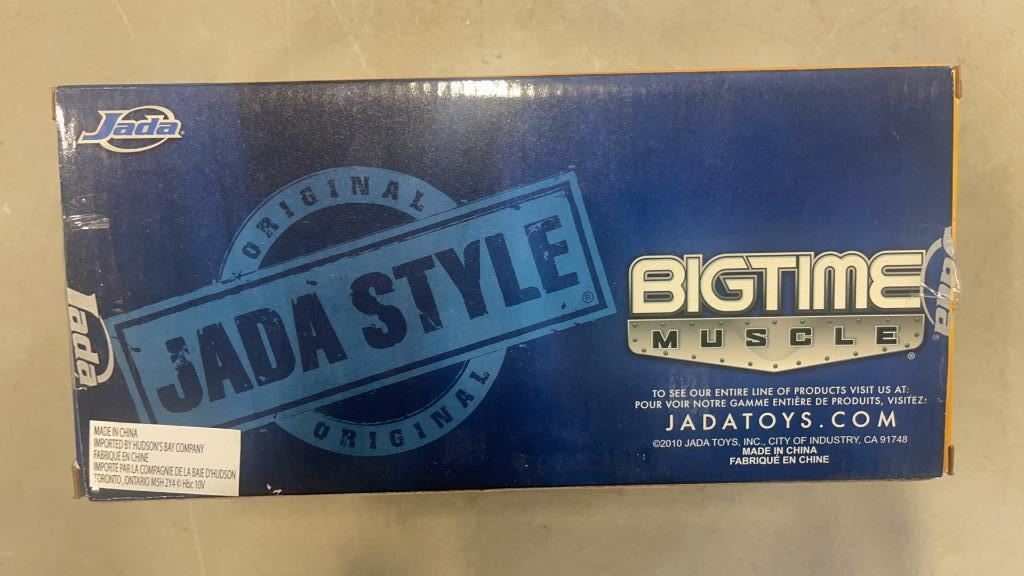 Jada
ORIGINAL
JADA STYLE®
ORIGINAL
BIGTIME
MUSCLE®
TO SEE OUR ENTIRE LINE OF PRODUCTS VISIT US AT:
POUR VOIR NOTRE GAMME ENTIÈRE DE PRODUITS, VISITEZ:
JADATOYS.COM
©2010 JADA TOYS, INC., CITY OF INDUSTRY, CA 91748
MADE IN CHINA
FABRIQUÉ EN CHINE
Jada
Jada
MADE IN CHINA
IMPORTED BY HUDSON'S BAY COMPANY
FABRIQUÉ EN CHINE
IMPORTÉ PAR LA COMPAGNIE DE LA BAIE D'HUDSON
TORONTO, ONTARIO M5H 2Y4 © Hbc 10V